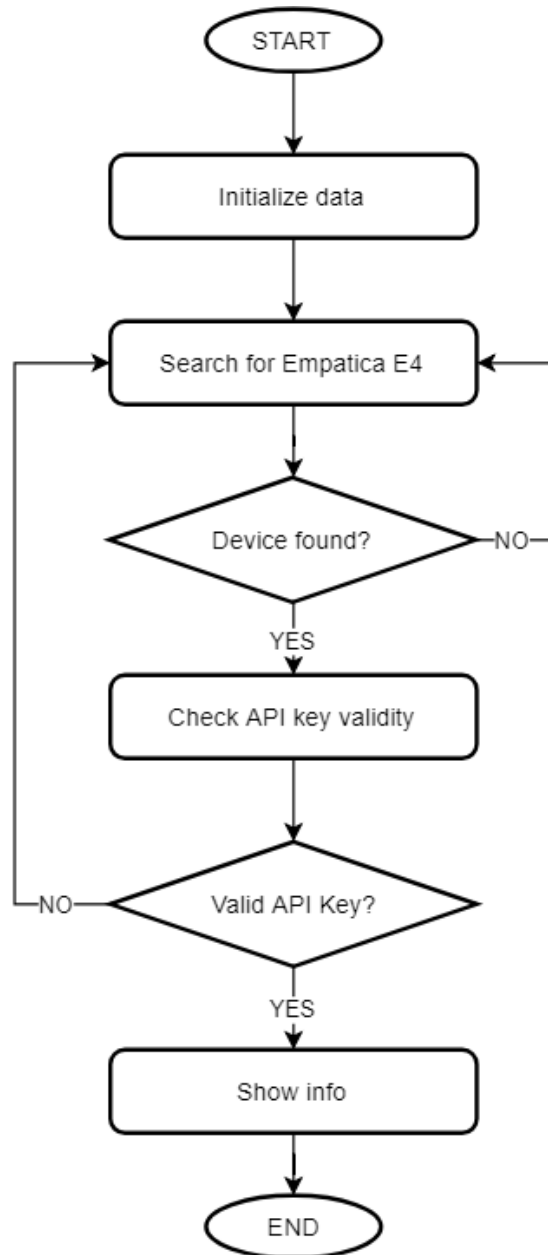 START
Initialize data
Search for Empatica E4
Device found?
NO
YES
Check API key validity
Valid API Key?
NO
YES
Show info
END